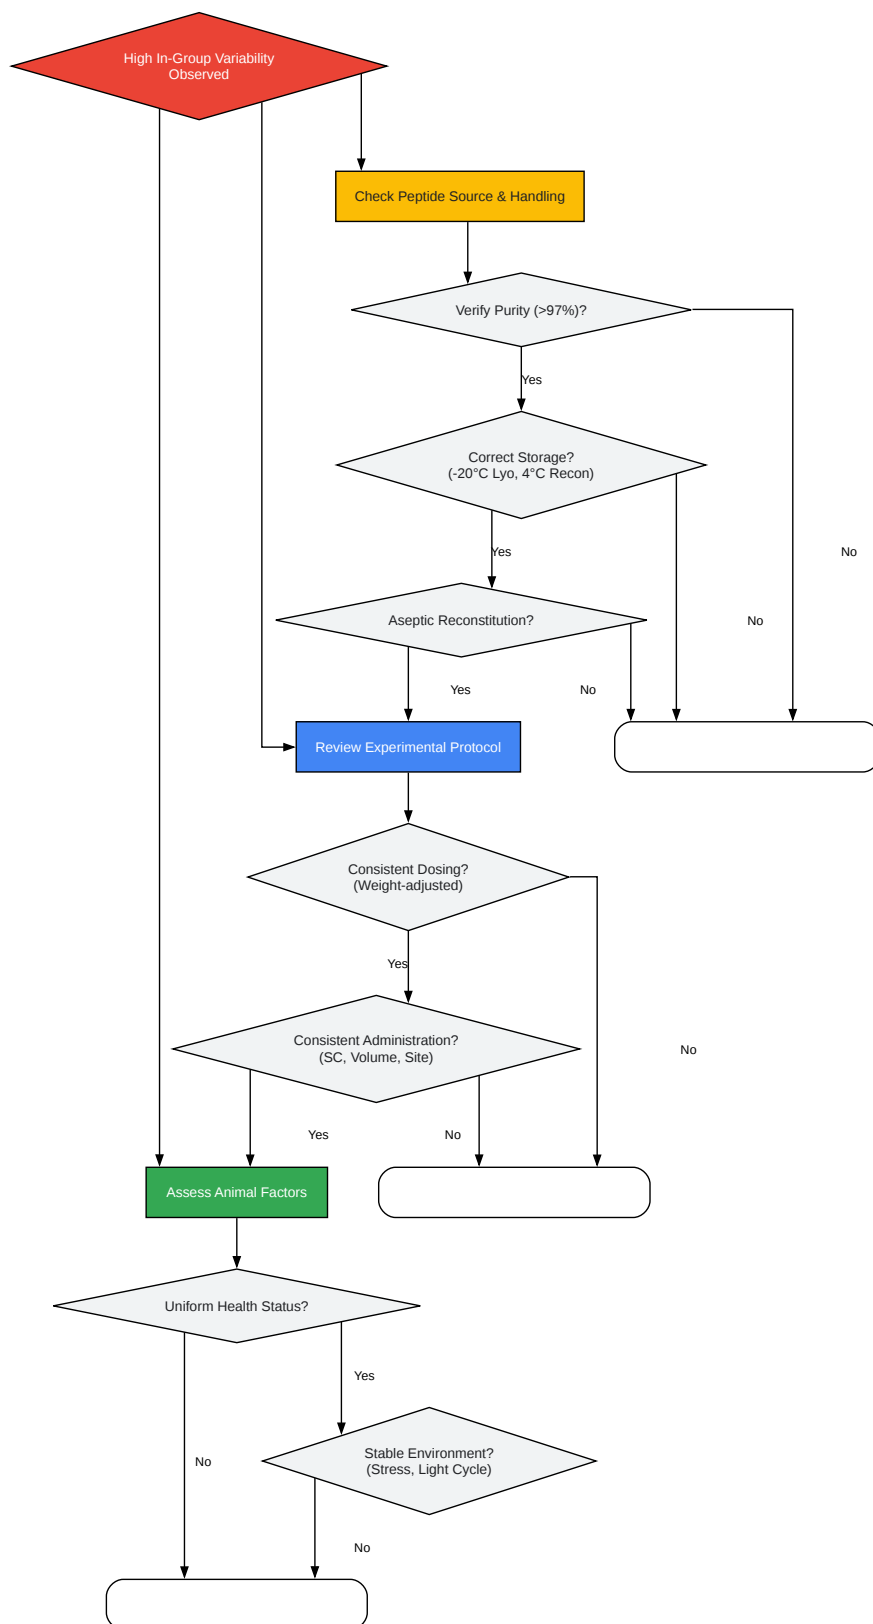 High In-Group Variability
Observed
Check Peptide Source & Handling
Verify Purity (>97%)?
Yes
Correct Storage?
(-20°C Lyo, 4°C Recon)
Yes
No
Aseptic Reconstitution?
No
Yes
No
Review Experimental Protocol
Consistent Dosing?
(Weight-adjusted)
Yes
Consistent Administration?
(SC, Volume, Site)
No
Yes
No
Assess Animal Factors
Uniform Health Status?
Yes
Stable Environment?
(Stress, Light Cycle)
No
No